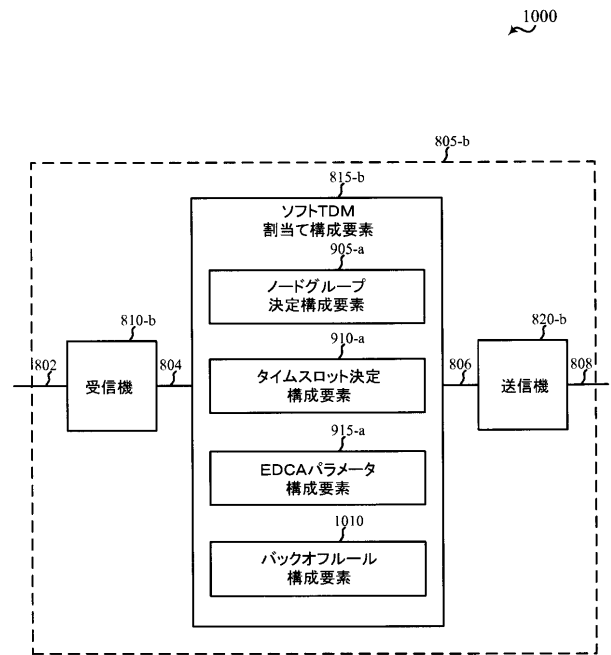 1000
805-b
815-b
ソフトTDM
割当て構成要素
905-a
ノードグループ
決定構成要素
810-b
820-b
910-a
802
受信機
804
タイムスロット決定
構成要素
806
送信機
808
915-a
EDCAパラメータ
構成要素
1010
バックオフルール
構成要素